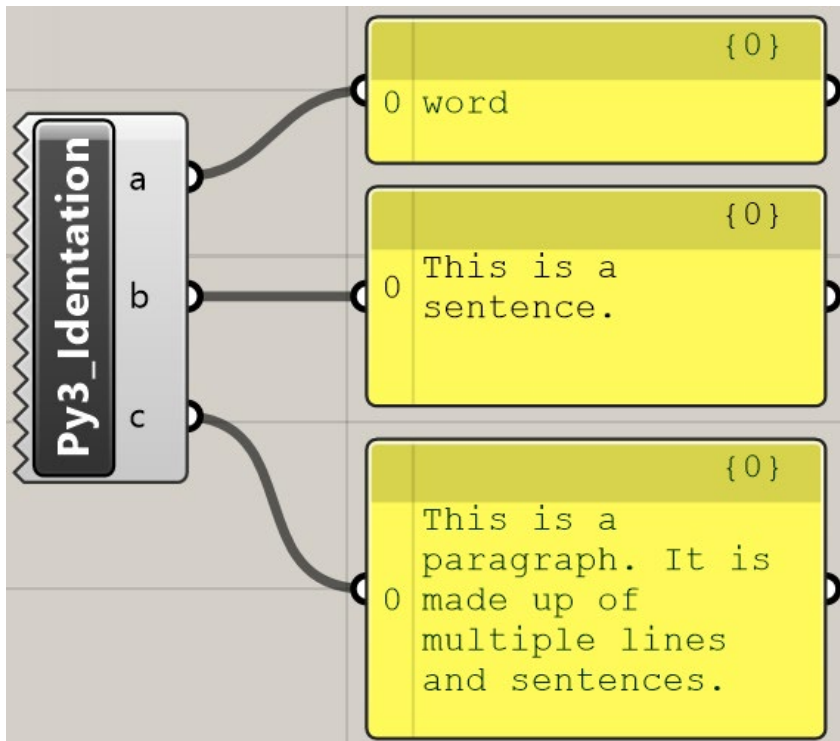 Py3_Identation
a
b
c
{0}
0 word
{0}
0 This is a
sentence.
{0}
This is a
paragraph. It is
0 made up of
multiple lines
and sentences.